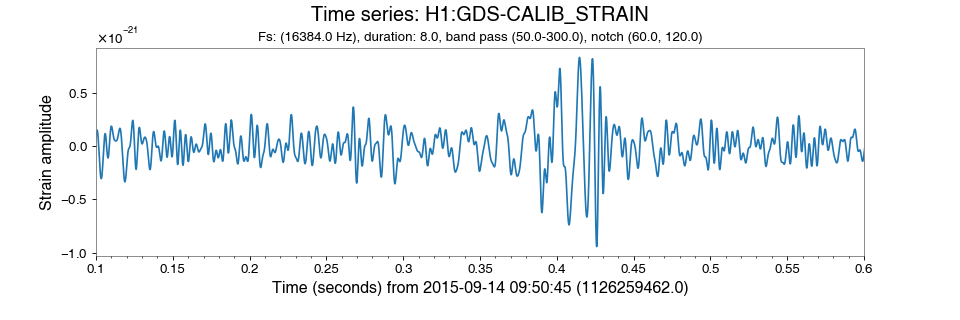 Time series: H1:GDS-CALIB_STRAIN
Fs: (16384.0 Hz), duration: 8.0, band pass (50.0-300.0), notch (60.0, 120.0)
×10⁻²¹
0.5
0.0
−0.5
−1.0
Strain amplitude
0.1 0.15 0.2 0.25 0.3 0.35 0.4 0.45 0.5 0.55 0.6
Time (seconds) from 2015-09-14 09:50:45 (1126259462.0)